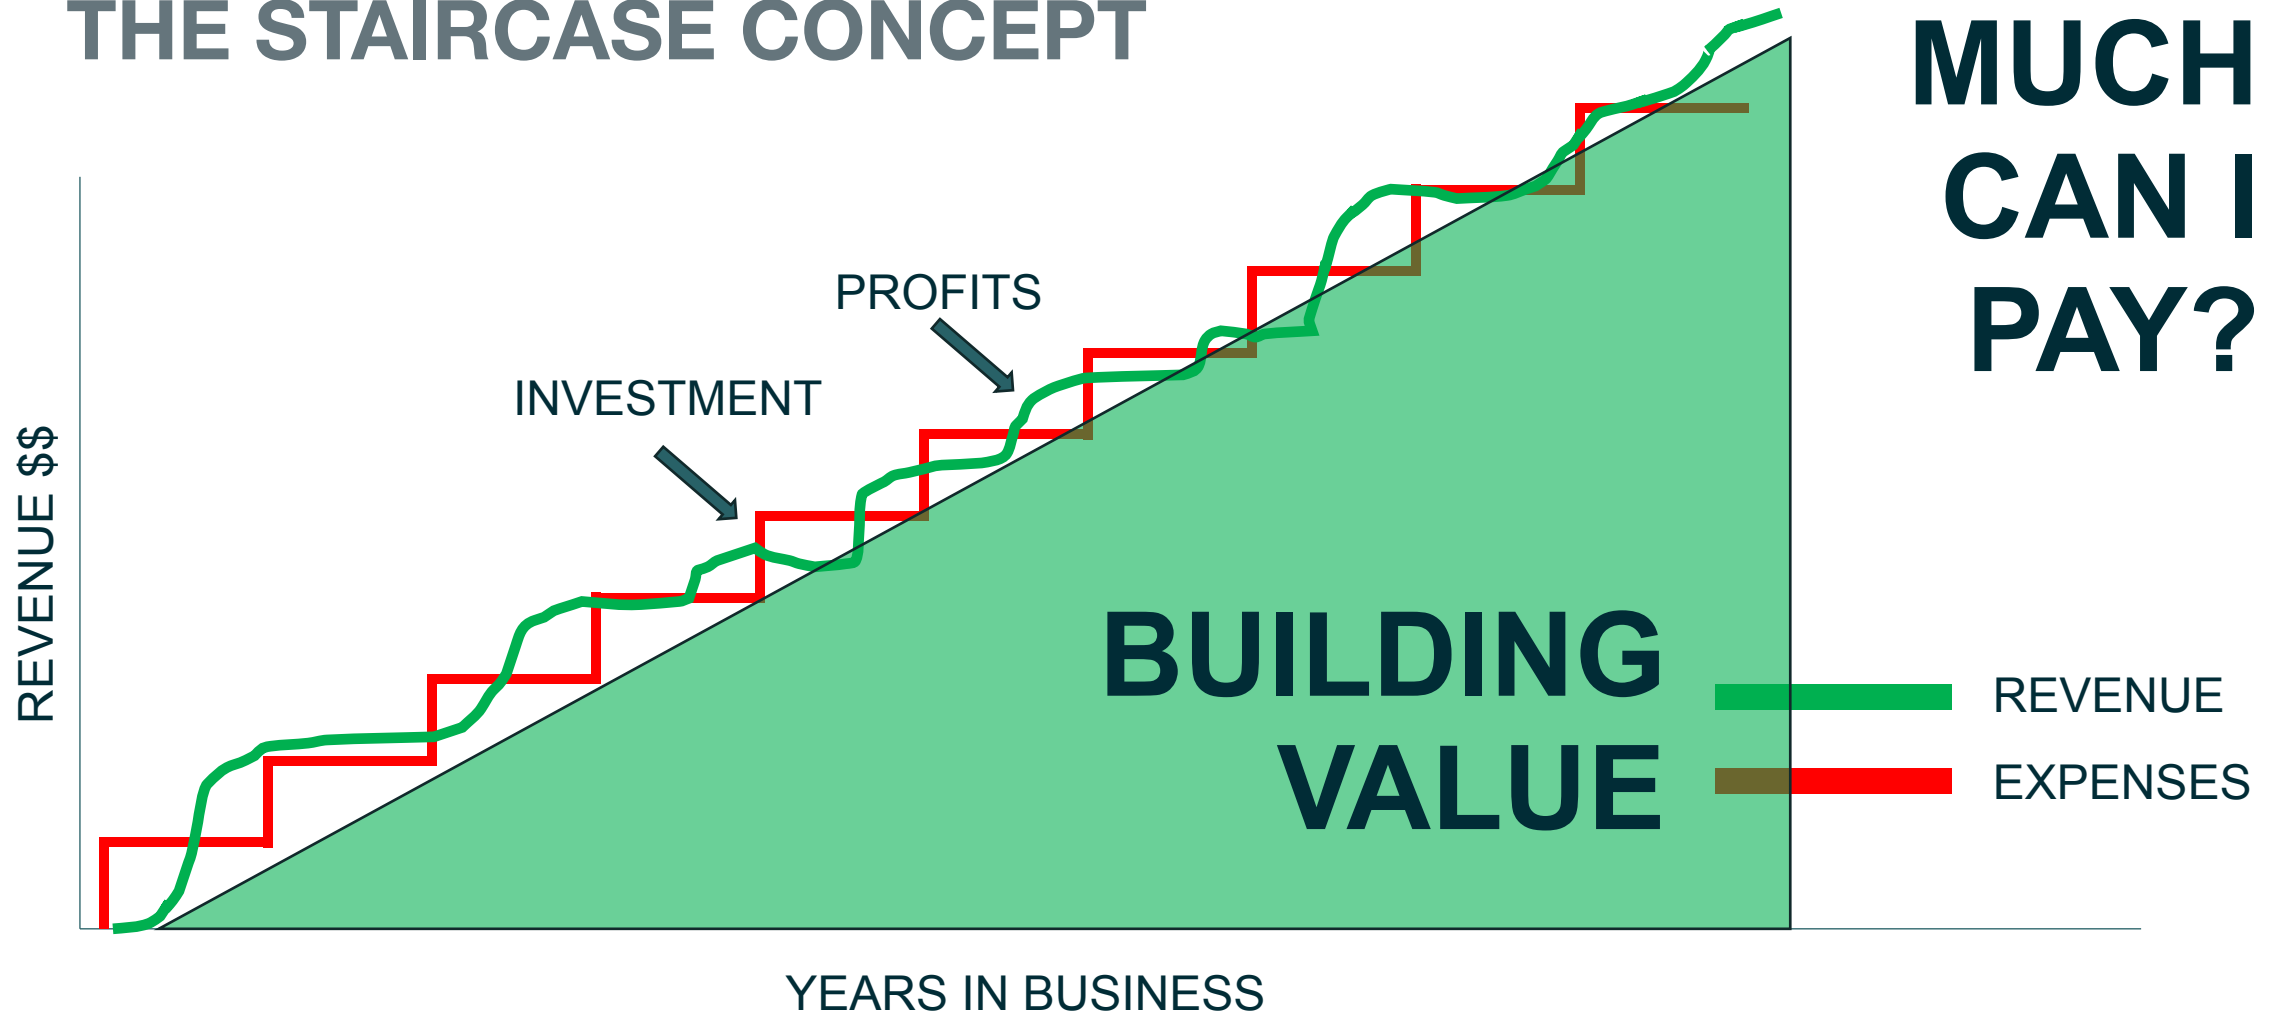 THE STAIRCASE CONCEPT
MUCH
CAN I
PAY?
PROFITS
INVESTMENT
REVENUE $$
BUILDING
VALUE
REVENUE
EXPENSES
YEARS IN BUSINESS